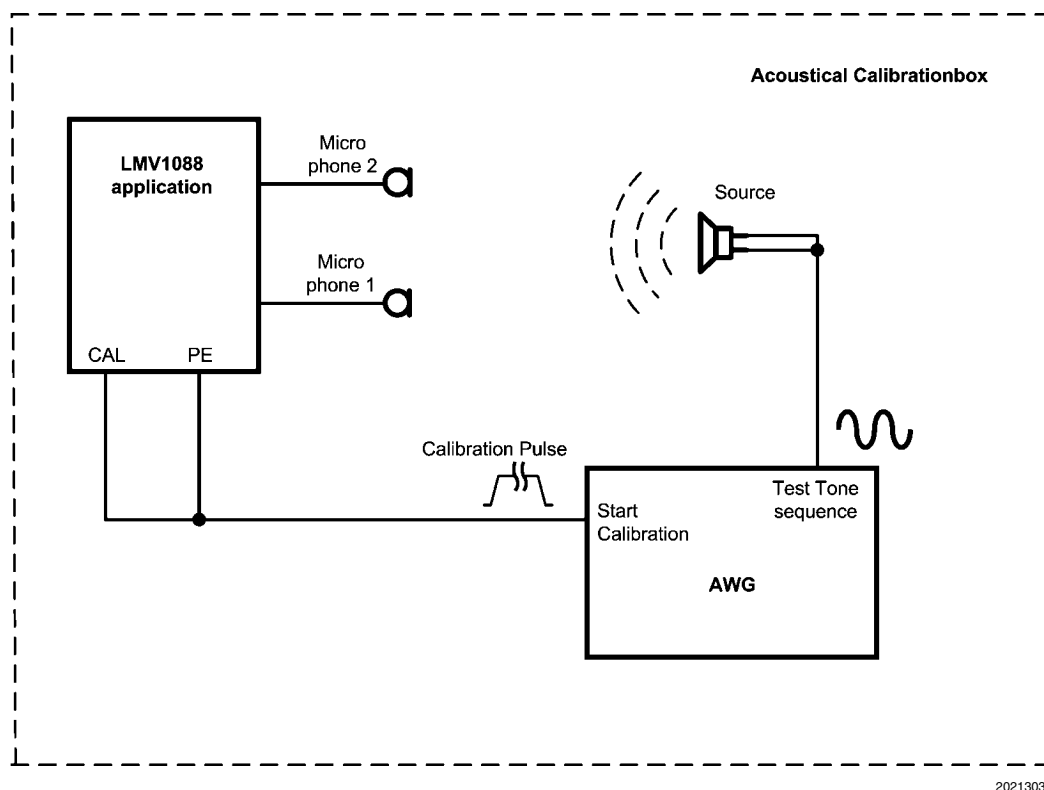 Acoustical Calibrationbox
LMV1088
application
Micro
phone 2
Source
Micro
phone 1
CAL
PE
Calibration Pulse
Start
Calibration
Test Tone
sequence
AWG
2021303